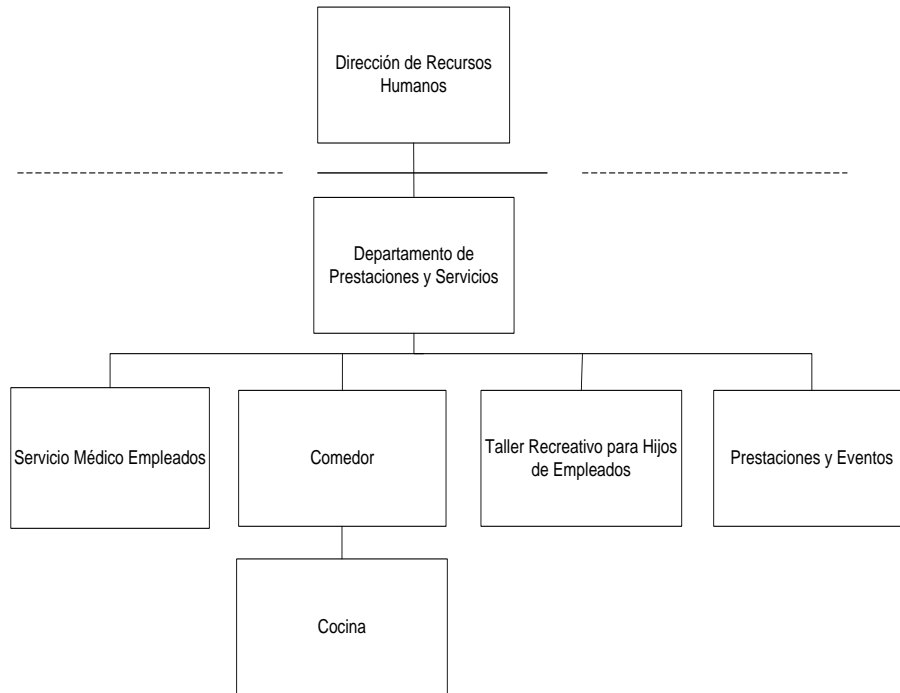 Dirección de Recursos
Humanos
Departamento de
Prestaciones y Servicios
Servicio Médico Empleados
Comedor
Taller Recreativo para Hijos
de Empleados
Prestaciones y Eventos
Cocina